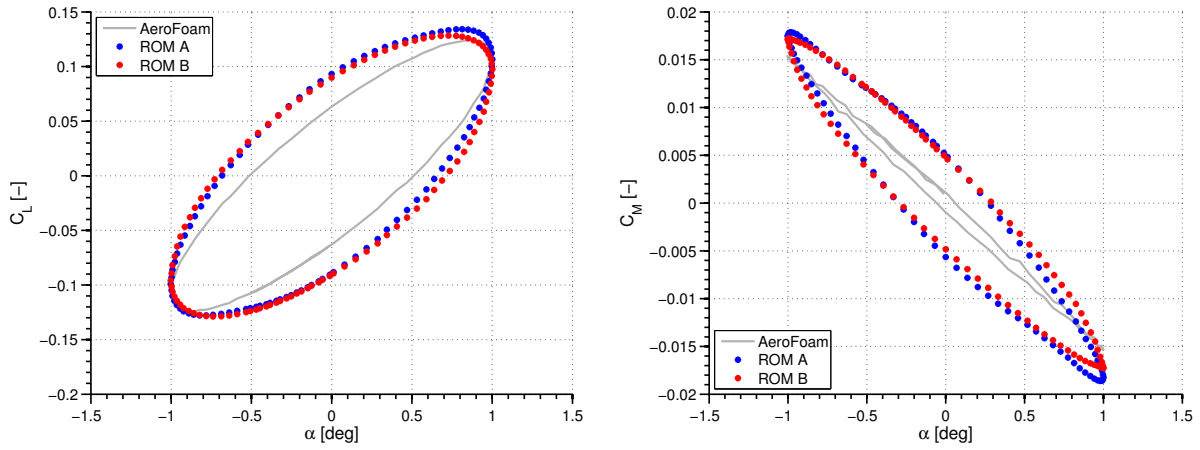 AeroFoam
ROM A
ROM B
0.15
0.1
0.05
0
−0.05
−0.1
−0.15
−0.2
C_L [−]
−1.5 −1 −0.5 0 0.5 1 1.5
α [deg]
0.02
0.015
0.01
0.005
0
−0.005
−0.01
−0.015
−0.02
C_M [−]
AeroFoam
ROM A
ROM B
−1.5 −1 −0.5 0 0.5 1 1.5
α [deg]